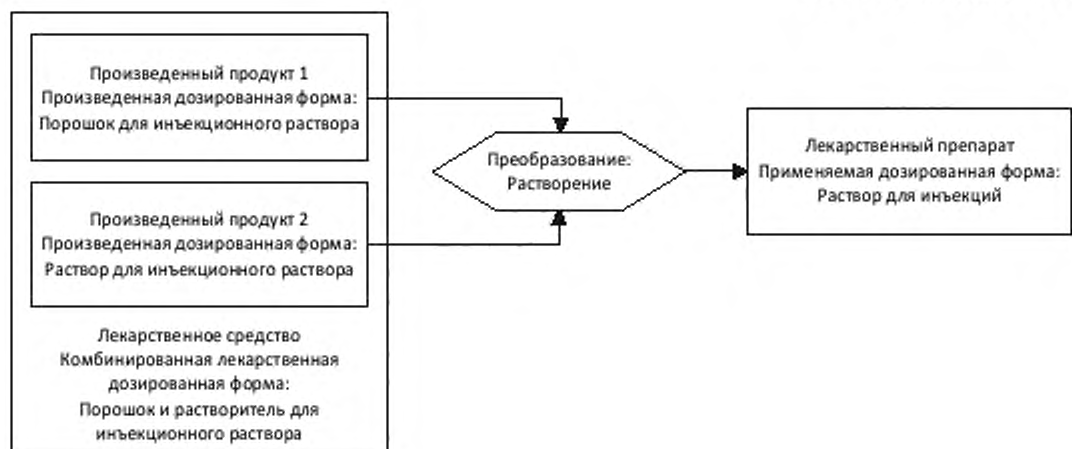 Произведенный продукт 1
Произведенная дозированная форма:
Порошок для инъекционного раствора
Произведенный продукт 2
Произведенная дозированная форма:
Раствор для инъекционного раствора
Лекарственное средство
Комбинированная лекарственная
дозированная форма:
Порошок и растворитель для
инъекционного раствора
Преобразование:
Растворение
Лекарственный препарат
Применяемая дозированная форма:
Раствор для инъекций